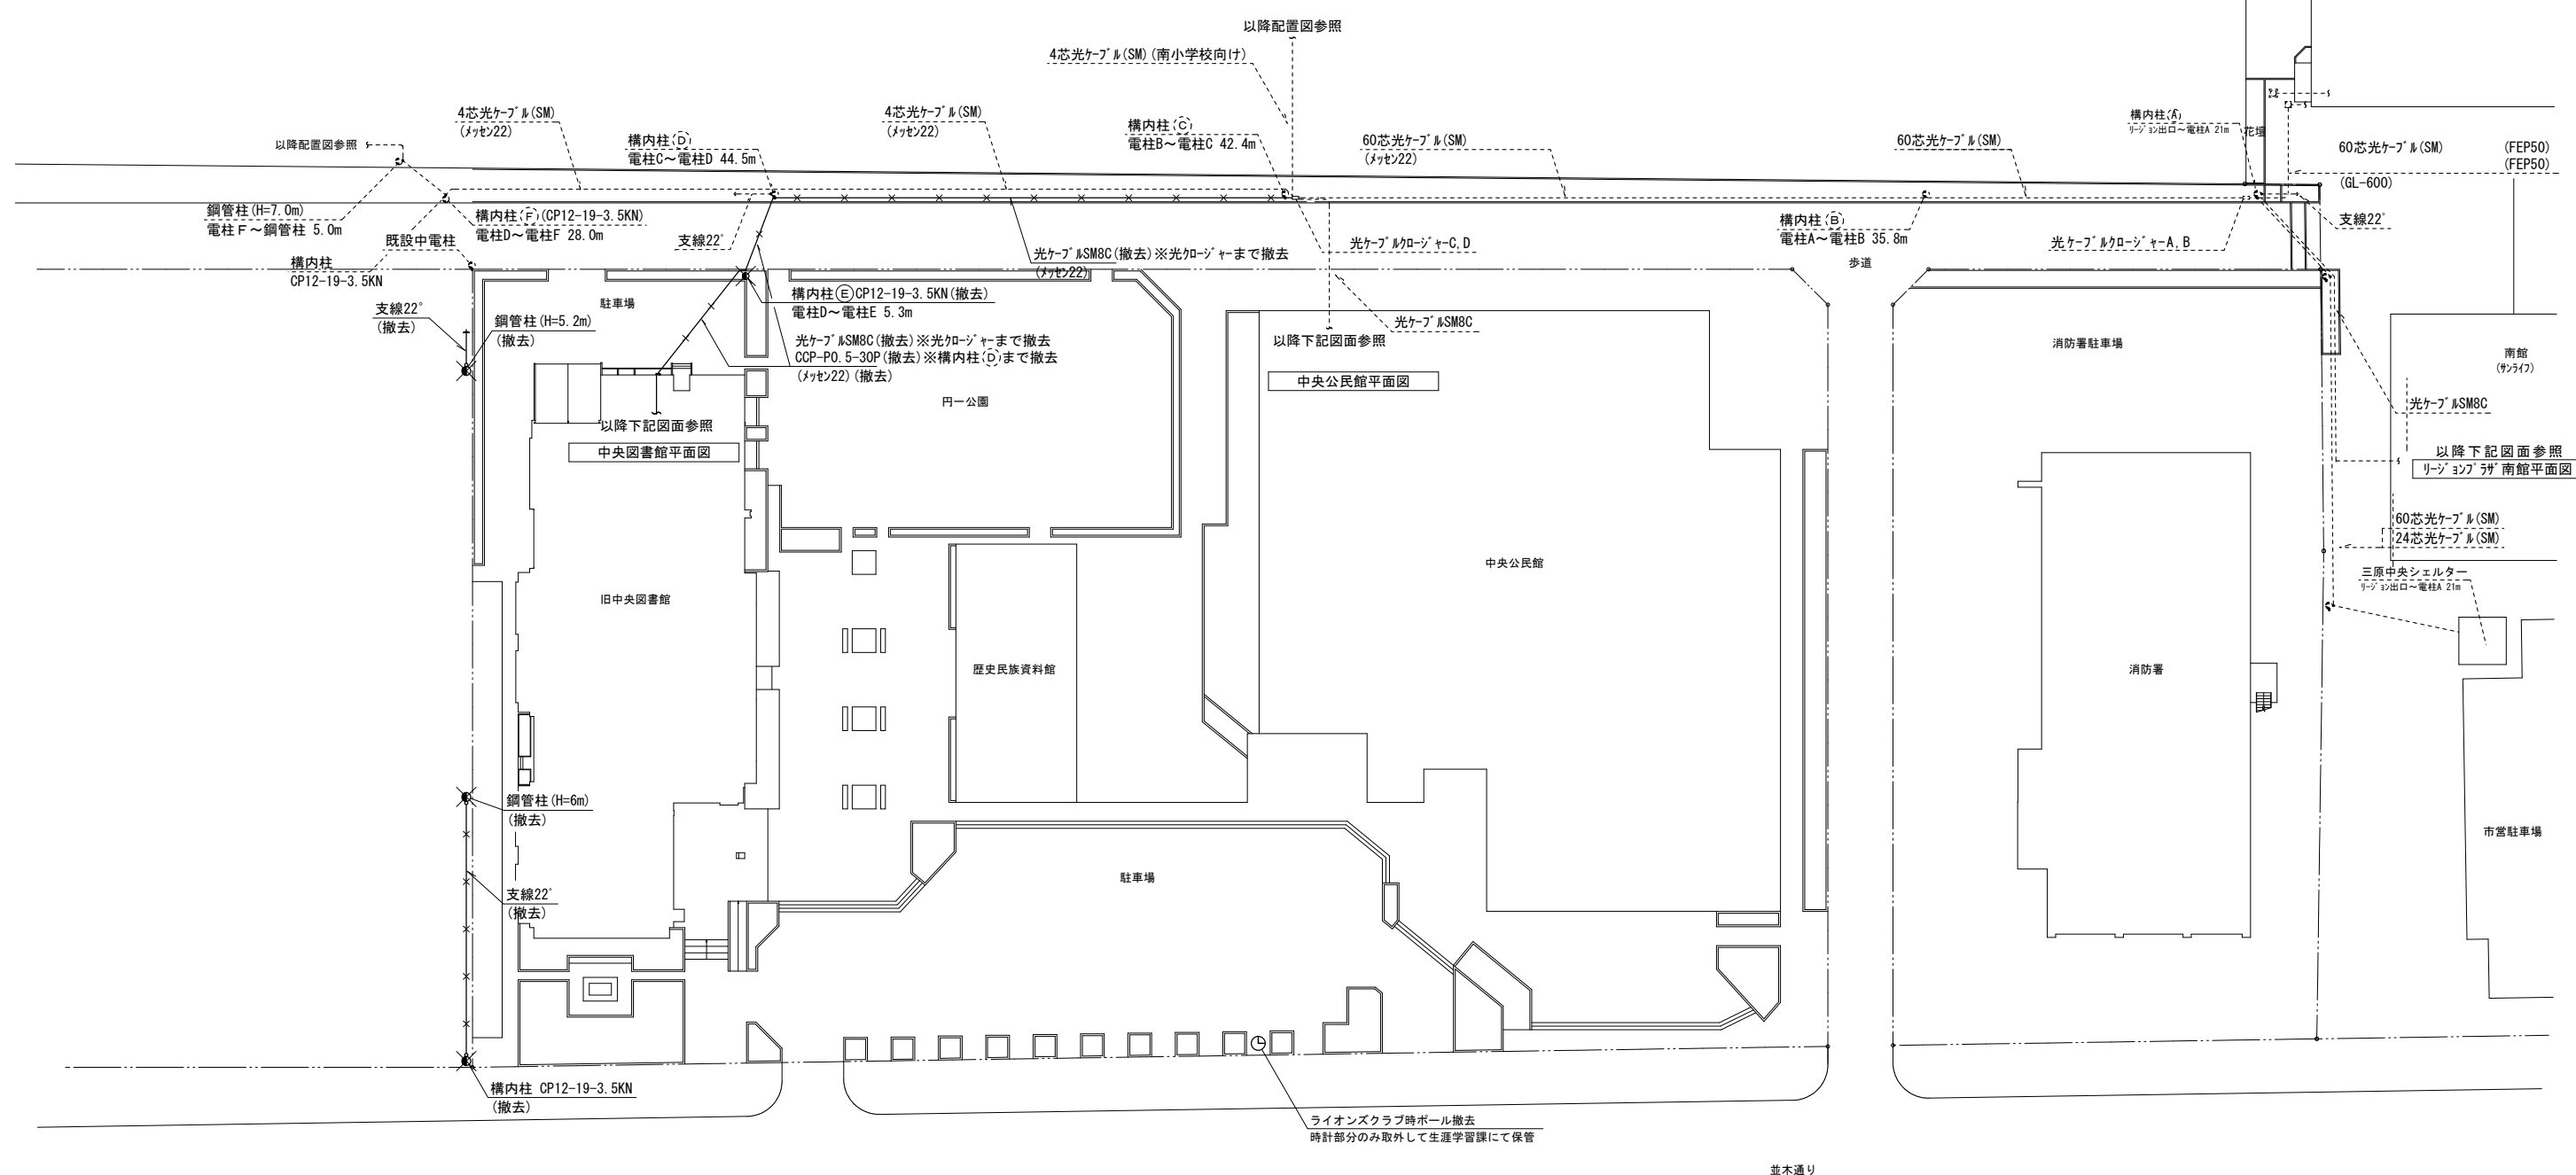 以降配置図参照
4芯光ケーブル(SM)(南小学校向け)
4芯光ケーブル(SM)
(メッセン22)
4芯光ケーブル(SM)
(メッセン22)
構内柱Ⓓ
電柱C～電柱D 44.5m
構内柱Ⓒ
電柱B～電柱C 42.4m
60芯光ケーブル(SM)
(メッセン22)
60芯光ケーブル(SM)
構内柱Ⓐ
リージョン出口～電柱A 21m
花壇
60芯光ケーブル(SM)
(FEP50)
(FEP50)
(GL-600)
以降配置図参照
鋼管柱(H=7.0m)
電柱F～鋼管柱 5.0m
構内柱Ⓕ(CP12-19-3.5KN)
電柱D～電柱F 28.0m
既設中電柱
構内柱
CP12-19-3.5KN
支線22°
光ケーブルSM8C(撤去)※光クロージャーまで撤去
(メッセン22)
光ケーブルクロージャーC,D
構内柱Ⓑ
電柱A～電柱B 35.8m
光ケーブルクロージャーA,B
支線22°
歩道
駐車場
構内柱ⒺCP12-19-3.5KN(撤去)
電柱D～電柱E 5.3m
支線22°
(撤去)
鋼管柱(H=5.2m)
(撤去)
光ケーブルSM8C(撤去)※光クロージャーまで撤去
CCP-P0.5-30P(撤去)※構内柱Ⓓまで撤去
(メッセン22)(撤去)
光ケーブルSM8C
以降下記図面参照
中央公民館平面図
消防署駐車場
南館
(サンライフ)
円一公園
光ケーブルSM8C
以降下記図面参照
中央図書館平面図
以降下記図面参照
リージョンプラザ南館平面図
60芯光ケーブル(SM)
24芯光ケーブル(SM)
中央公民館
三原中央シェルター
リージョン出口～電柱A 21m
旧中央図書館
歴史民族資料館
消防署
鋼管柱(H=6m)
(撤去)
市営駐車場
駐車場
支線22°
(撤去)
構内柱 CP12-19-3.5KN
(撤去)
ライオンズクラブ時ポール撤去
時計部分のみ取外して生涯学習課にて保管
並木通り